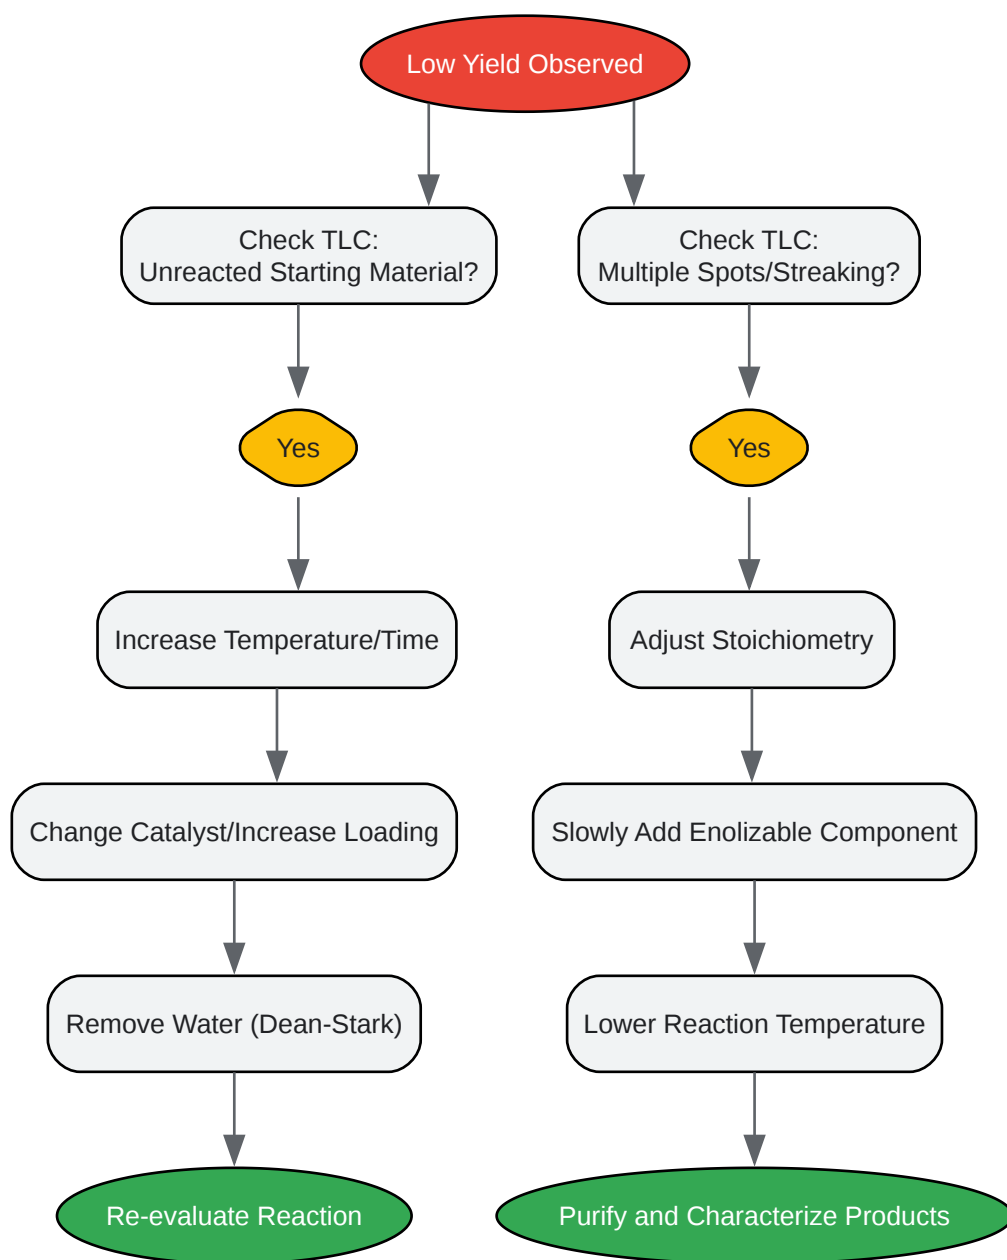 Low Yield Observed
Check TLC:
Unreacted Starting Material?
Check TLC:
Multiple Spots/Streaking?
Yes
Yes
Increase Temperature/Time
Adjust Stoichiometry
Change Catalyst/Increase Loading
Slowly Add Enolizable Component
Remove Water (Dean-Stark)
Lower Reaction Temperature
Re-evaluate Reaction
Purify and Characterize Products